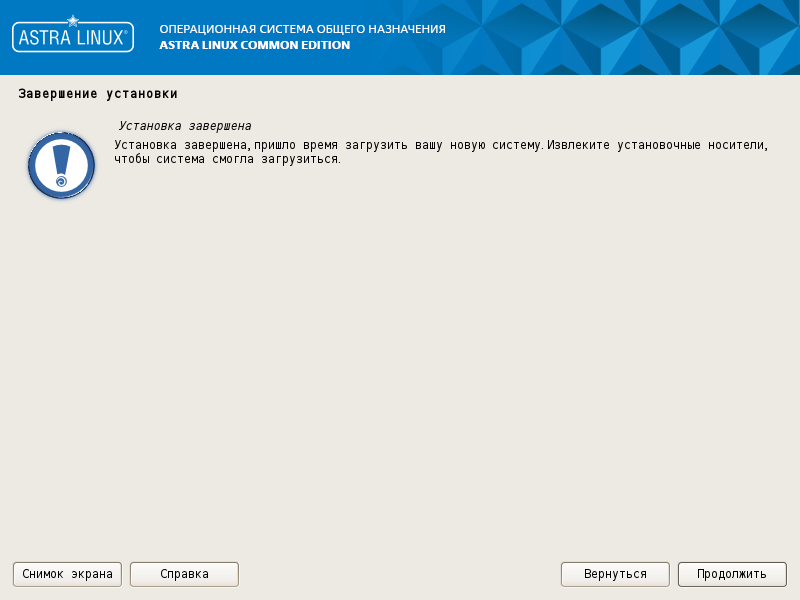 ASTRA LINUX®
ОПЕРАЦИОННАЯ СИСТЕМА ОБЩЕГО НАЗНАЧЕНИЯ
ASTRA LINUX COMMON EDITION
Завершение установки
Установка завершена
Установка завершена, пришло время загрузить вашу новую систему. Извлеките установочные носители,
чтобы система смогла загрузиться.
Снимок экрана
Справка
Вернуться
Продолжить